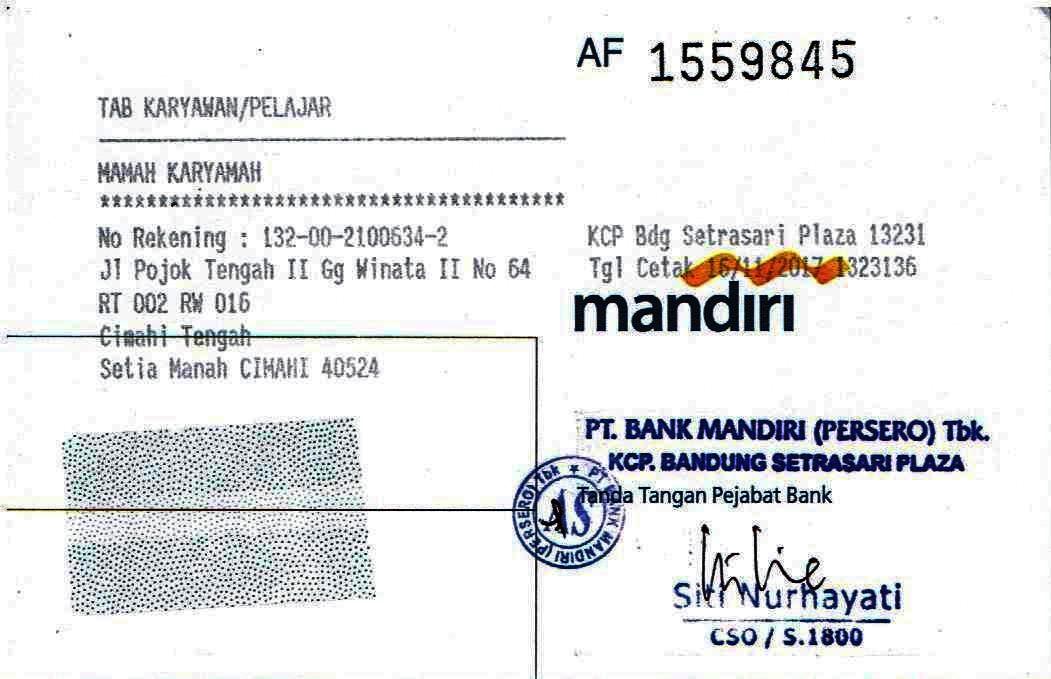 AF 1559845
TAB KARYAWAN/PELAJAR
MAMAH KARYAMAH
****************************************
No Rekening : 132-00-2100634-2
Jl Pojok Tengah II Gg Winata II No 64
RT 002 RW 016
Cimahi Tengah
Setia Manah CIMAHI 40524
KCP Bdg Setrasari Plaza 13231
Tgl Cetak 16/11/2017 1323136
mandiri
PT. BANK MANDIRI (PERSERO) Tbk.
KCP. BANDUNG SETRASARI PLAZA
Tanda Tangan Pejabat Bank
PT BANK MANDIRI (PERSERO) Tbk
AS
Siti Nurhayati
CSO / S.1800